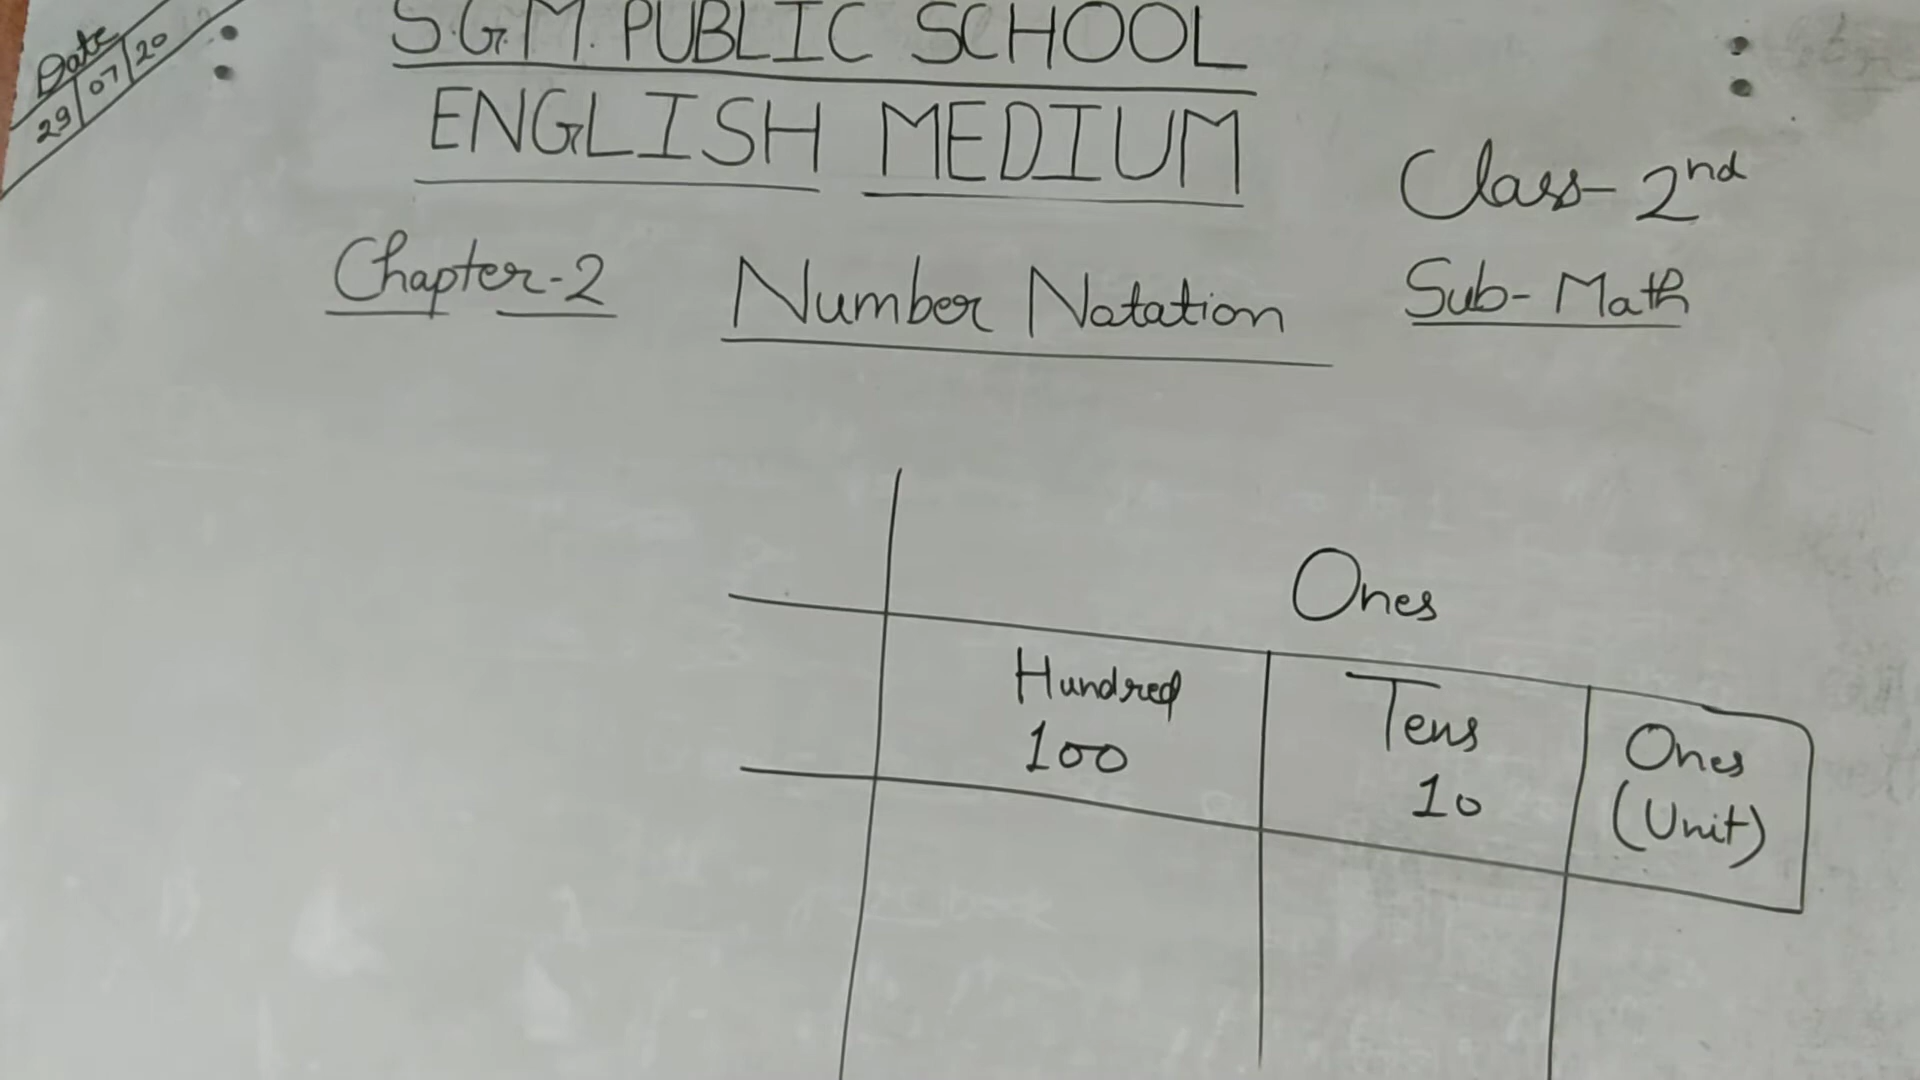 Date
29/07/20
S.G.M. PUBLIC SCHOOL
ENGLISH MEDIUM
Class- 2nd
Chapter-2 Number Notation
Sub- Math
Ones
Hundred Tens Ones
100 10 (Unit)